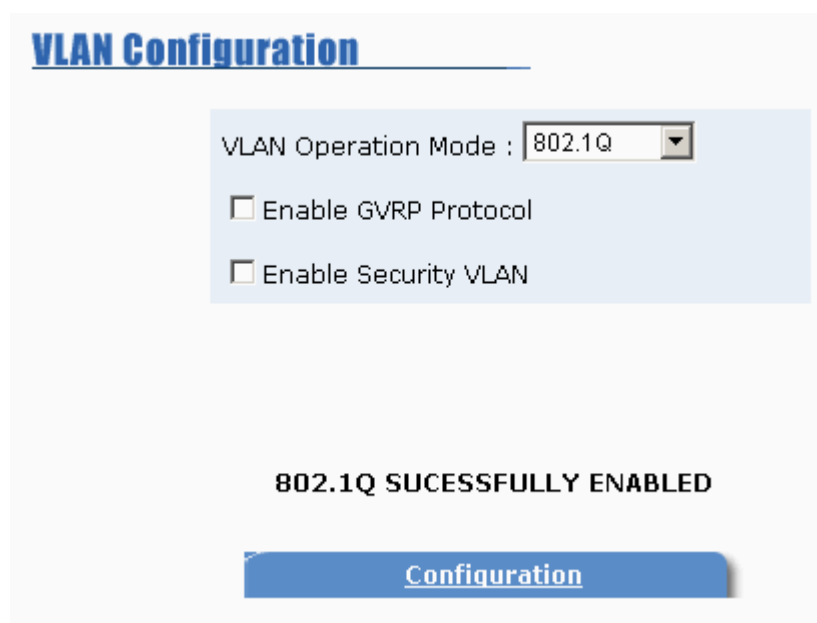 VLAN Configuration
VLAN Operation Mode : 802.1Q
Enable GVRP Protocol
Enable Security VLAN
802.1Q SUCESSFULLY ENABLED
Configuration